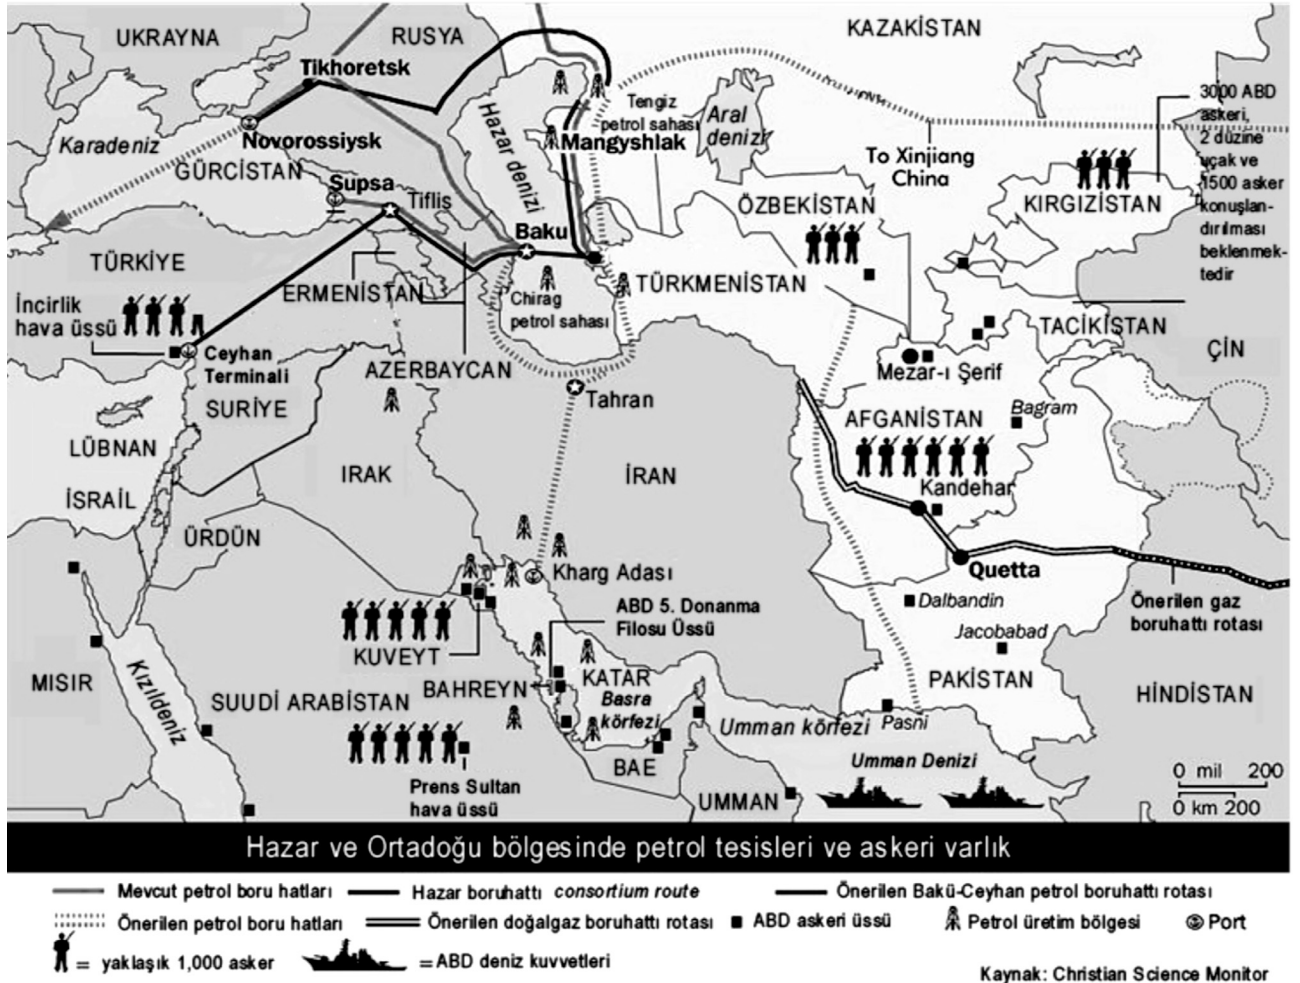 UKRAYNA
RUSYA
KAZAKİSTAN
Tikhoretsk
Karadeniz
Novorossiysk
GÜRCİSTAN
Hazar denizi
Tengiz
petrol sahası
Mangyshlak
Aral
denizi
To Xinjiang
China
3000 ABD
askeri,
2 düzine
uçak ve
1500 asker
konuşlan-
dırılması
beklenmek-
tedir
Supsa
Tiflis
Baku
ÖZBEKİSTAN
KIRGIZİSTAN
TÜRKİYE
ERMENİSTAN
Chirag
petrol sahası
TÜRKMENİSTAN
TACİKİSTAN
ÇİN
İncirlik
hava üssü
Ceyhan
Terminali
AZERBAYCAN
Tahran
Mezar-ı Şerif
SURİYE
AFGANİSTAN
Bagram
LÜBNAN
IRAK
İRAN
İSRAİL
Kandehar
ÜRDÜN
Kharg Adası
Quetta
ABD 5. Donanma
Filosu Üssü
Dalbandin
Jacobabad
Önerilen gaz
boruhattı rotası
KUVEYT
MISIR
Kızıldeniz
SUUDİ ARABİSTAN
BAHREYN
KATAR
Basra
körfezi
Umman körfezi
Pasni
PAKİSTAN
HİNDİSTAN
Umman Denizi
BAE
UMMAN
Prens Sultan
hava üssü
0 mil 200
0 km 200
Hazar ve Ortadoğu bölgesinde petrol tesisleri ve askeri varlık
Mevcut petrol boru hatları
Hazar boruhattı consortium route
Önerilen Bakü-Ceyhan petrol boruhattı rotası
Önerilen petrol boru hatları
Önerilen doğalgaz boruhattı rotası
ABD askeri üssü
Petrol üretim bölgesi
Port
= yaklaşık 1,000 asker
=ABD deniz kuvvetleri
Kaynak: Christian Science Monitor